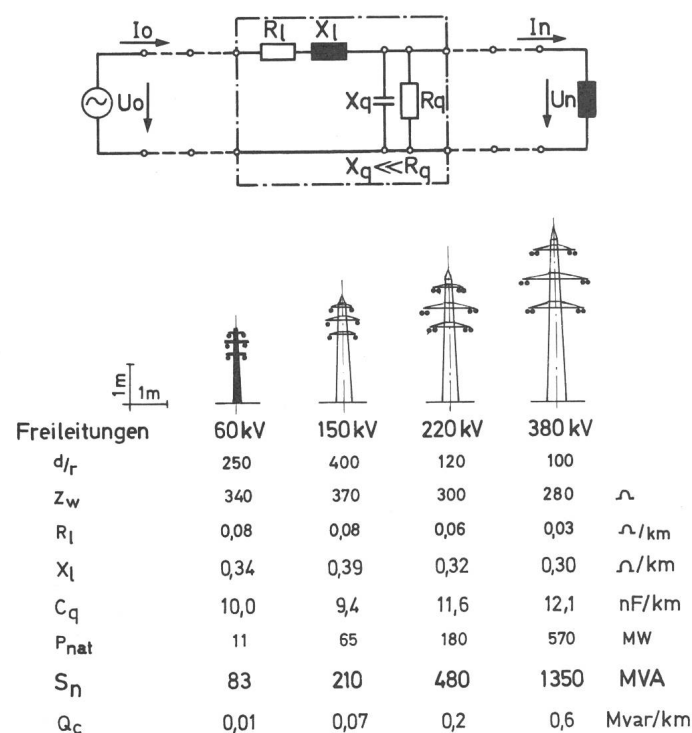 Io Rl Xl In
Uo Xq Rq Un
Xq≪Rq
1m
1m
Freileitungen 60kV 150kV 220kV 380kV
d/r 250 400 120 100
Zw 340 370 300 280 Ω
Rl 0,08 0,08 0,06 0,03 Ω/km
Xl 0,34 0,39 0,32 0,30 Ω/km
Cq 10,0 9,4 11,6 12,1 nF/km
Pnat 11 65 180 570 MW
Sn 83 210 480 1350 MVA
Qc 0,01 0,07 0,2 0,6 Mvar/km